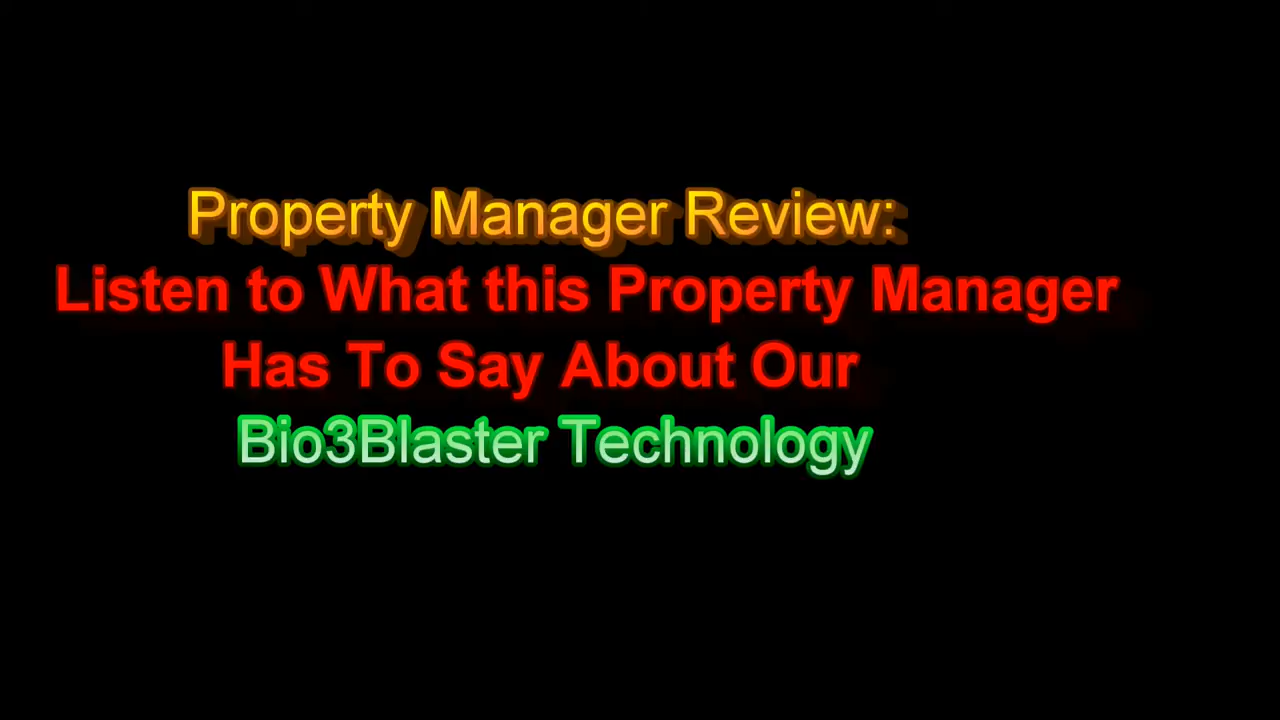 Property Manager Review:
Listen to What this Property Manager
Has To Say About Our
Bio3Blaster Technology